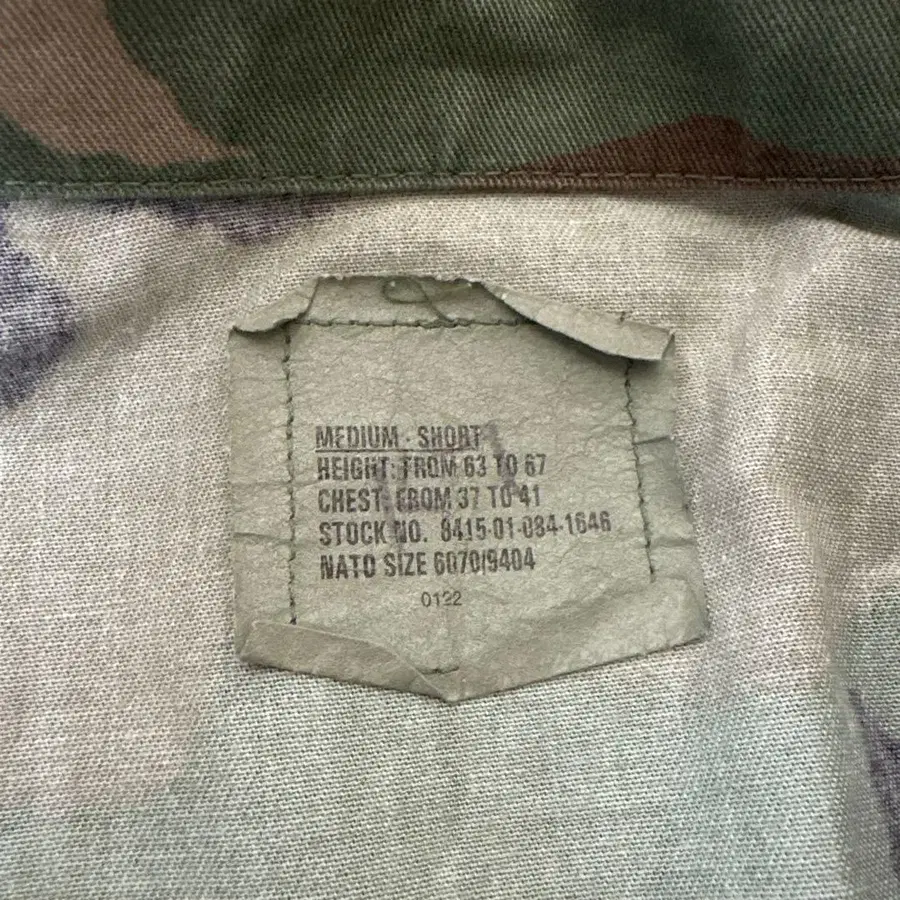 MEDIUM - SHORT
HEIGHT: FROM 63 TO 67
CHEST: FROM 37 TO 41
STOCK NO. 8415-01-084-1646
NATO SIZE 6070/9404
0122